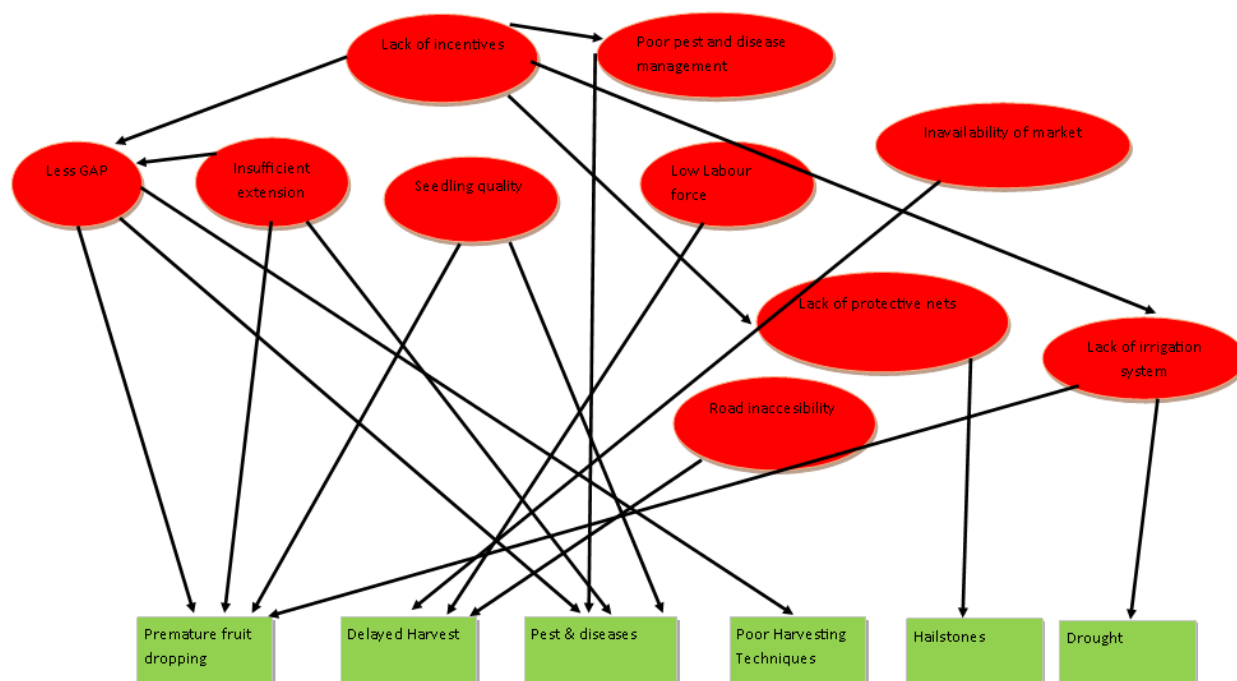 Lack of incentives
Poor pest and disease
management
Inavailability of market
Less GAP
Insufficient
extension
Seedling quality
Low Labour
force
Lack of protective nets
Lack of irrigation
system
Road inaccesibility
Premature fruit
dropping
Delayed Harvest
Pest & diseases
Poor Harvesting
Techniques
Hailstones
Drought